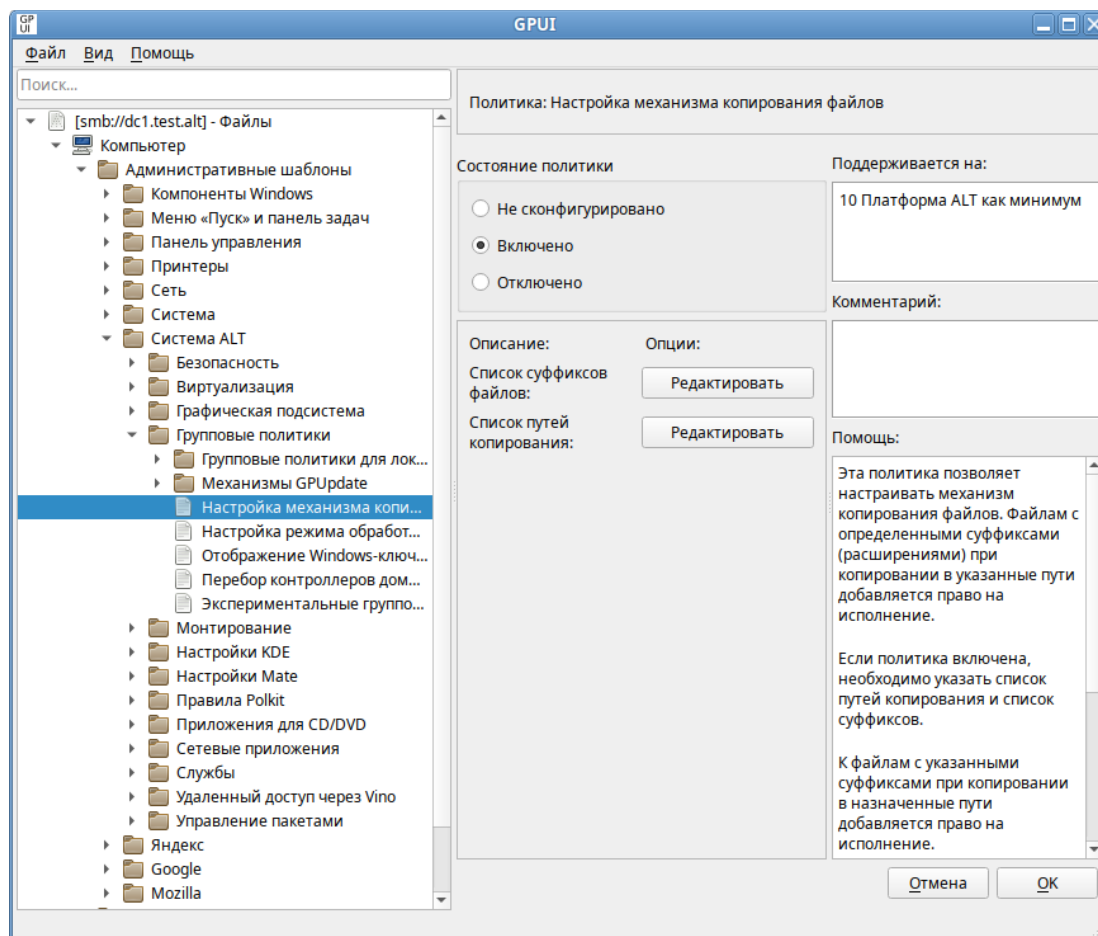 GPUI
GPUI
Файл Вид Помощь
Поиск...
[smb://dc1.test.alt] - Файлы
Компьютер
Административные шаблоны
Компоненты Windows
Меню «Пуск» и панель задач
Панель управления
Принтеры
Сеть
Система
Система ALT
Безопасность
Виртуализация
Графическая подсистема
Групповые политики
Групповые политики для лок...
Механизмы GPUpdate
Настройка механизма копи...
Настройка режима обработ...
Отображение Windows-ключ...
Перебор контроллеров дом...
Экспериментальные группо...
Монтирование
Настройки KDE
Настройки Mate
Правила Polkit
Приложения для CD/DVD
Сетевые приложения
Службы
Удаленный доступ через Vino
Управление пакетами
Яндекс
Google
Mozilla
Политика: Настройка механизма копирования файлов
Состояние политики
Не сконфигурировано
Включено
Отключено
Описание: Опции:
Список суффиксов
файлов:
Редактировать
Список путей
копирования:
Редактировать
Поддерживается на:
10 Платформа ALT как минимум
Комментарий:
Помощь:
Эта политика позволяет
настраивать механизм
копирования файлов. Файлам с
определенными суффиксами
(расширениями) при
копировании в указанные пути
добавляется право на
исполнение.
Если политика включена,
необходимо указать список
путей копирования и список
суффиксов.
К файлам с указанными
суффиксами при копировании
в назначенные пути
добавляется право на
исполнение.
Отмена OK